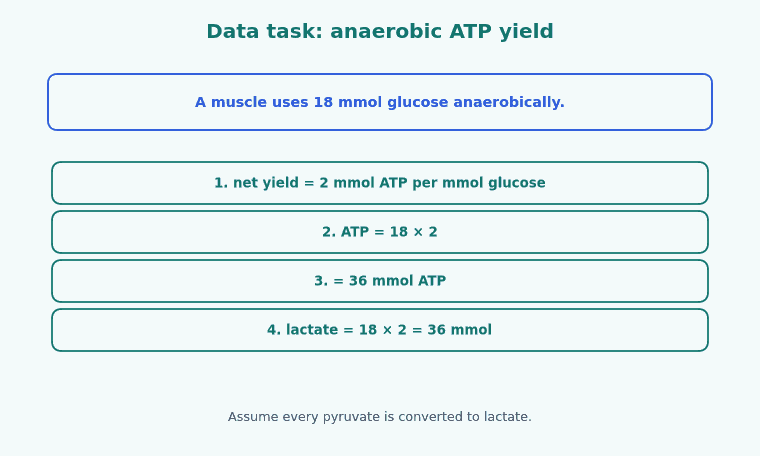 Data task: anaerobic ATP yield
A muscle uses 18 mmol glucose anaerobically.
1. net yield = 2 mmol ATP per mmol glucose
2. ATP = 18 × 2
3. = 36 mmol ATP
4. lactate = 18 × 2 = 36 mmol
Assume every pyruvate is converted to lactate.